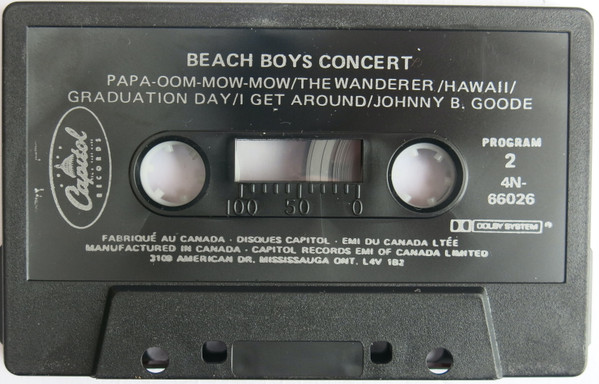 BEACH BOYS CONCERT
PAPA-OOM-MOW-MOW/THE WANDERER/HAWAII/
GRADUATION DAY/I GET AROUND/JOHNNY B. GOODE
Capitol
RECORDS
PROGRAM
2
4N-
66026
100 50 0
DOLBY SYSTEM ®
FABRIQUÉ AU CANADA · DISQUES CAPITOL · EMI DU CANADA LTÉE
MANUFACTURED IN CANADA · CAPITOL RECORDS EMI OF CANADA LIMITED
3109 AMERICAN DR. MISSISSAUGA ONT. L4V 1B2